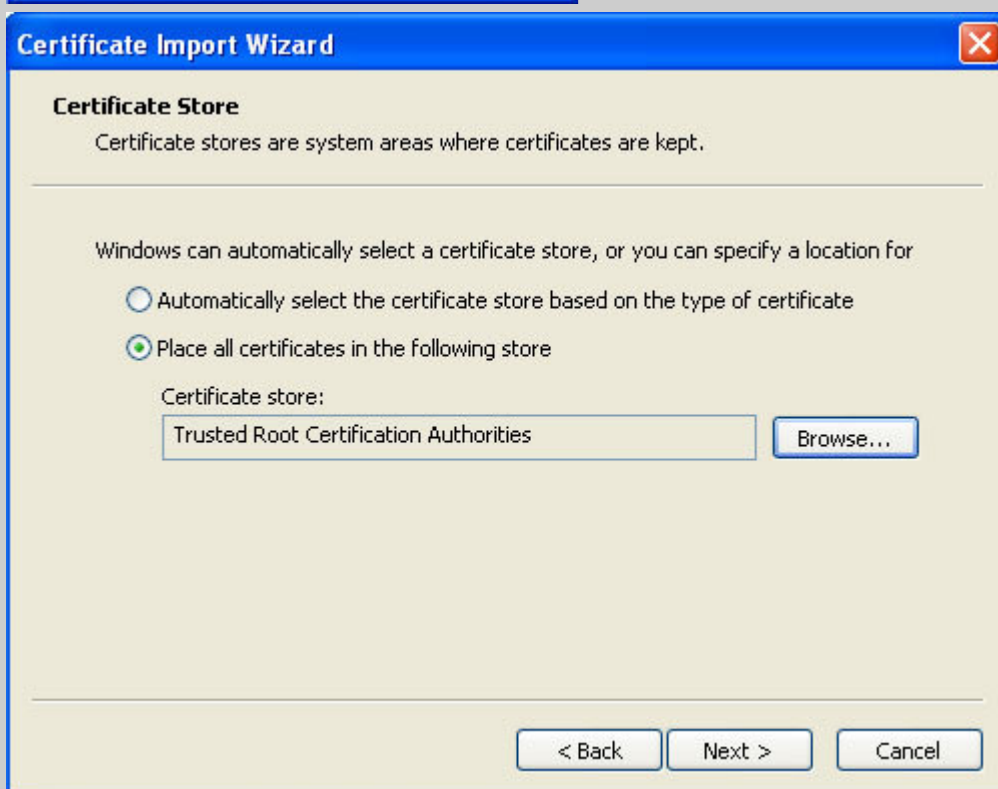 Certificate Import Wizard
Certificate Store
Certificate stores are system areas where certificates are kept.
Windows can automatically select a certificate store, or you can specify a location for
Automatically select the certificate store based on the type of certificate
Place all certificates in the following store
Certificate store:
Trusted Root Certification Authorities
Browse...
< Back
Next >
Cancel